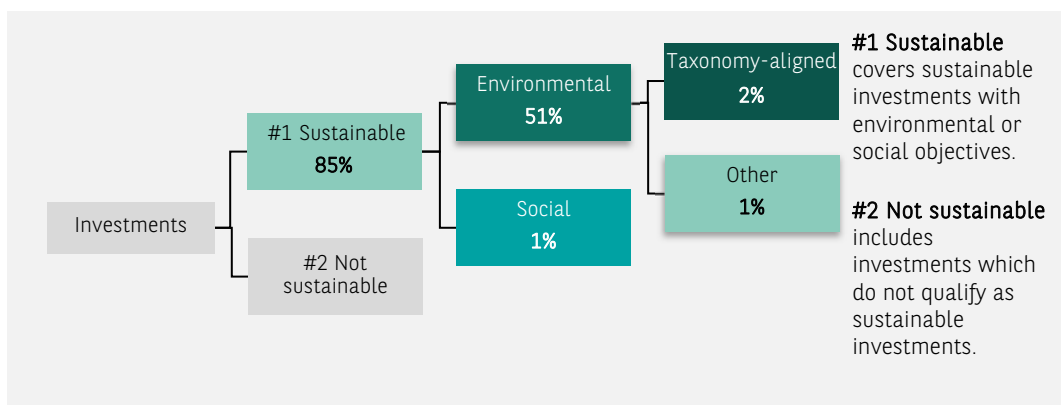 Investments
#1 Sustainable
85%
#2 Not
sustainable
Environmental
51%
Social
1%
Taxonomy-aligned
2%
Other
1%
#1 Sustainable
covers sustainable
investments with
environmental or
social objectives.
#2 Not sustainable
includes
investments which
do not qualify as
sustainable
investments.